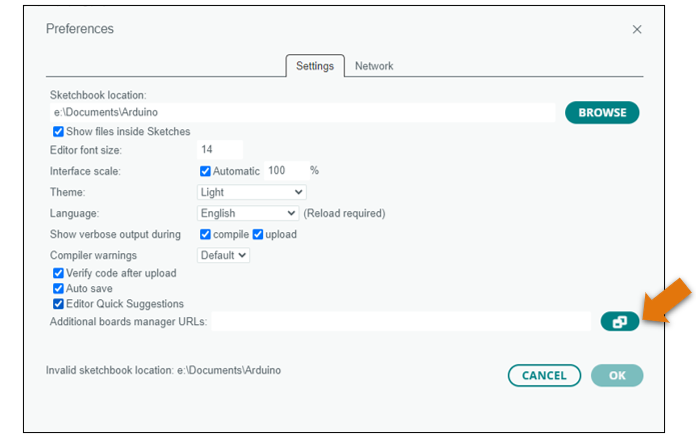 Preferences
Settings Network
Sketchbook location:
e:\Documents\Arduino BROWSE
Show files inside Sketches
Editor font size: 14
Interface scale: Automatic 100 %
Theme: Light
Language: English (Reload required)
Show verbose output during compile upload
Compiler warnings Default
Verify code after upload
Auto save
Editor Quick Suggestions
Additional boards manager URLs:
Invalid sketchbook location: e:\Documents\Arduino
CANCEL OK